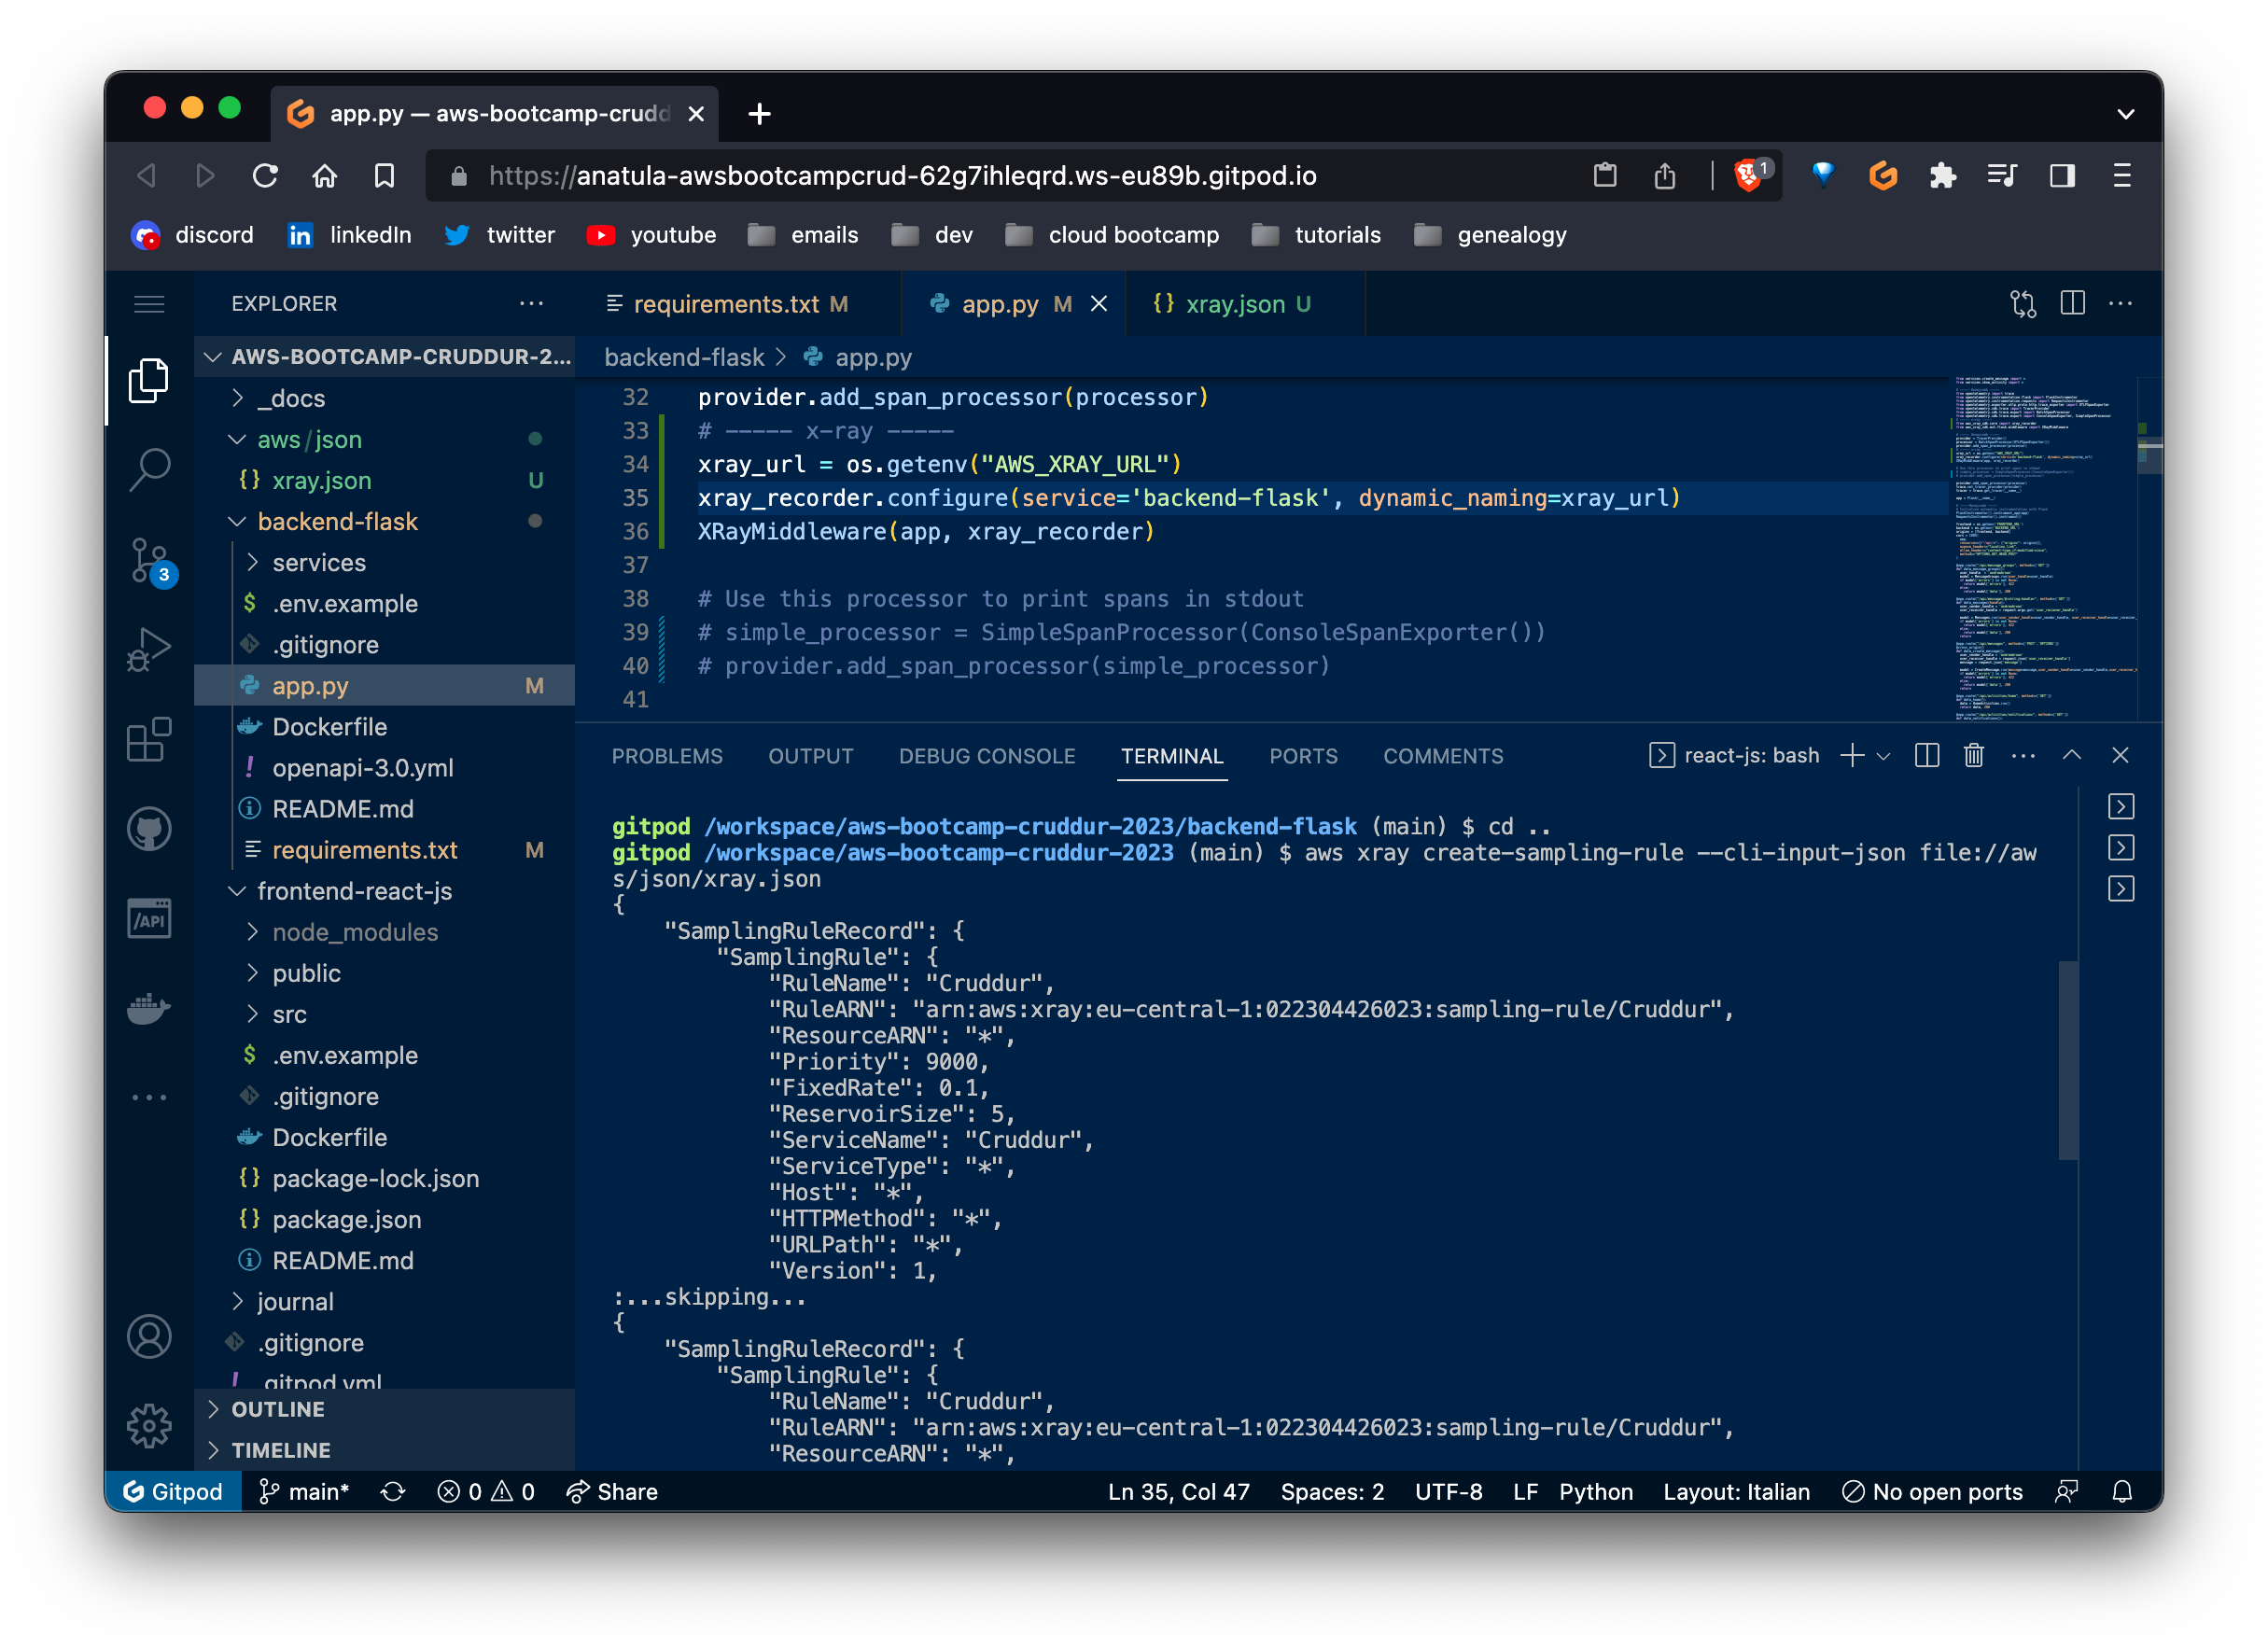 app.py — aws-bootcamp-crudd
https://anatula-awsbootcampcrud-62g7ihleqrd.ws-eu89b.gitpod.io
1
discord
linkedIn
twitter
youtube
emails
dev
cloud bootcamp
tutorials
genealogy
EXPLORER
AWS-BOOTCAMP-CRUDDUR-2...
_docs
aws/json
xray.json U
backend-flask
services
.env.example
.gitignore
app.py M
Dockerfile
openapi-3.0.yml
README.md
requirements.txt M
frontend-react-js
node_modules
public
src
.env.example
.gitignore
Dockerfile
package-lock.json
package.json
README.md
journal
.gitignore
.gitpod.yml
OUTLINE
TIMELINE
3
/API
requirements.txt M
app.py M
xray.json U
backend-flask > app.py
32 provider.add_span_processor(processor)
33 # ----- x-ray -----
34 xray_url = os.getenv("AWS_XRAY_URL")
35 xray_recorder.configure(service='backend-flask', dynamic_naming=xray_url)
36 XRayMiddleware(app, xray_recorder)
37
38 # Use this processor to print spans in stdout
39 # simple_processor = SimpleSpanProcessor(ConsoleSpanExporter())
40 # provider.add_span_processor(simple_processor)
41
PROBLEMS OUTPUT DEBUG CONSOLE TERMINAL PORTS COMMENTS
react-js: bash
gitpod /workspace/aws-bootcamp-cruddur-2023/backend-flask (main) $ cd ..
gitpod /workspace/aws-bootcamp-cruddur-2023 (main) $ aws xray create-sampling-rule --cli-input-json file://aw
s/json/xray.json
{
"SamplingRuleRecord": {
"SamplingRule": {
"RuleName": "Cruddur",
"RuleARN": "arn:aws:xray:eu-central-1:022304426023:sampling-rule/Cruddur",
"ResourceARN": "*",
"Priority": 9000,
"FixedRate": 0.1,
"ReservoirSize": 5,
"ServiceName": "Cruddur",
"ServiceType": "*",
"Host": "*",
"HTTPMethod": "*",
"URLPath": "*",
"Version": 1,
:...skipping...
{
"SamplingRuleRecord": {
"SamplingRule": {
"RuleName": "Cruddur",
"RuleARN": "arn:aws:xray:eu-central-1:022304426023:sampling-rule/Cruddur",
"ResourceARN": "*",
Gitpod
main*
0
0
Share
Ln 35, Col 47
Spaces: 2
UTF-8
LF
Python
Layout: Italian
No open ports